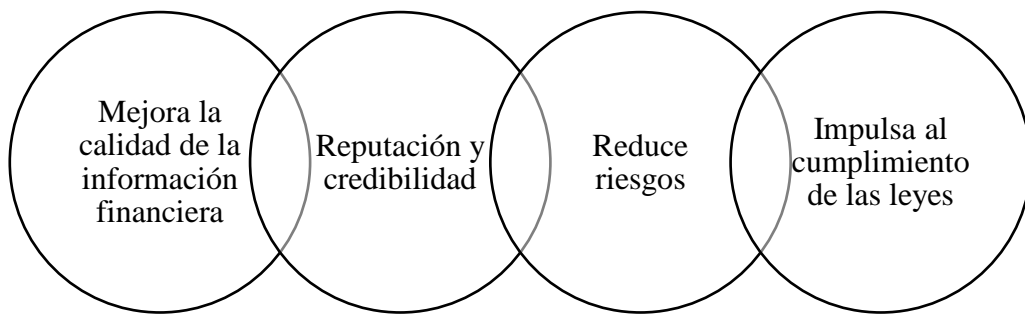 Mejora la
calidad de la
información
financiera
Reputación y
credibilidad
Reduce
riesgos
Impulsa al
cumplimiento
de las leyes